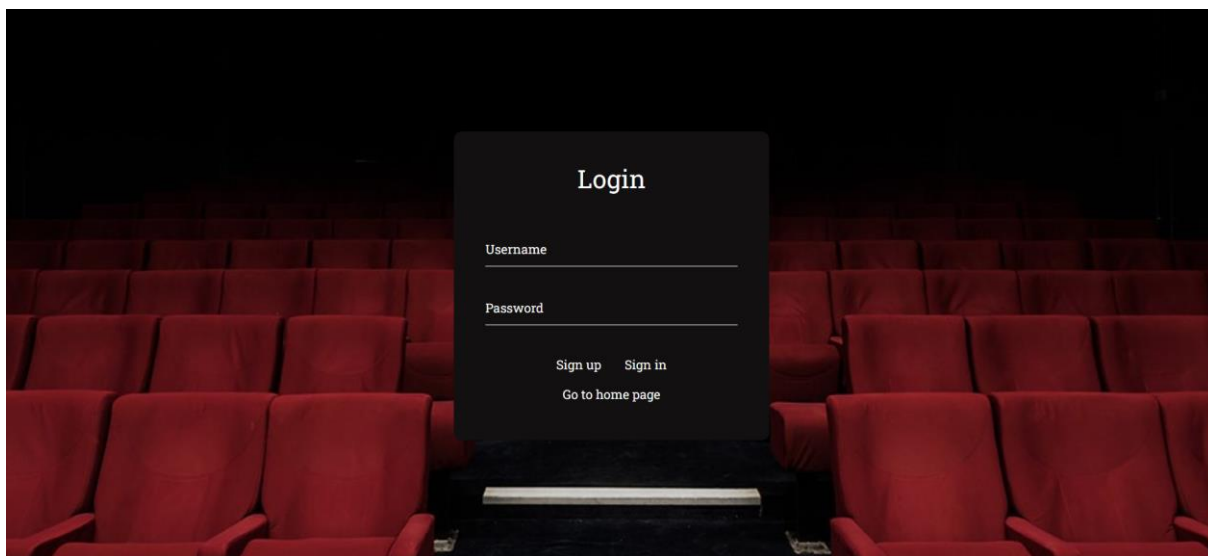 Login
Username
Password
Sign up Sign in
Go to home page